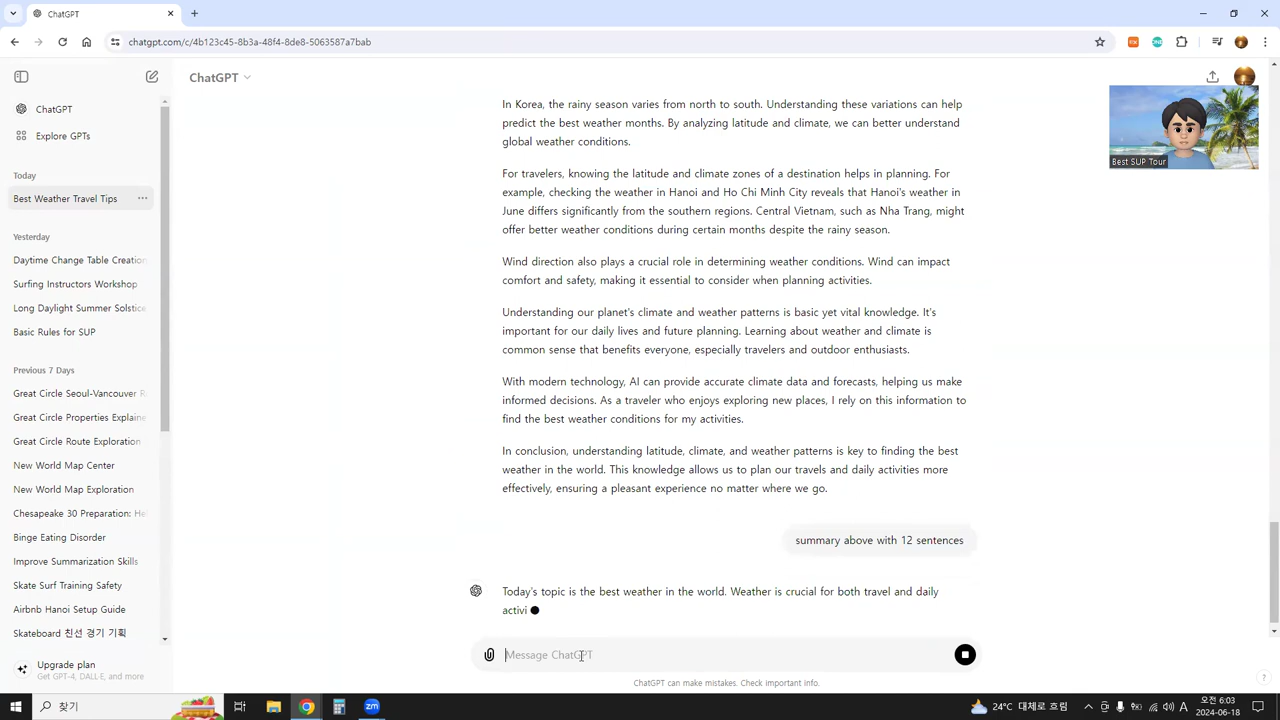 ChatGPT
chatgpt.com/c/4b123c45-8b3a-48f4-8de8-5063587a7bab
ChatGPT
ChatGPT
Explore GPTs
Today
Best Weather Travel Tips
Yesterday
Daytime Change Table Creation
Surfing Instructors Workshop
Long Daylight Summer Solstice
Basic Rules for SUP
Previous 7 Days
Great Circle Seoul-Vancouver R
Great Circle Properties Explaine
Great Circle Route Exploration
New World Map Center
New World Map Exploration
Chesapeake 30 Preparation: He
Binge Eating Disorder
Improve Summarization Skills
Skate Surf Training Safety
Airbnb Hanoi Setup Guide
Skateboard 친선 경기 기획
Upgrade plan
Get GPT-4, DALL·E, and more
In Korea, the rainy season varies from north to south. Understanding these variations can help
predict the best weather months. By analyzing latitude and climate, we can better understand
global weather conditions.
For travelers, knowing the latitude and climate zones of a destination helps in planning. For
example, checking the weather in Hanoi and Ho Chi Minh City reveals that Hanoi's weather in
June differs significantly from the southern regions. Central Vietnam, such as Nha Trang, might
offer better weather conditions during certain months despite the rainy season.
Wind direction also plays a crucial role in determining weather conditions. Wind can impact
comfort and safety, making it essential to consider when planning activities.
Understanding our planet's climate and weather patterns is basic yet vital knowledge. It's
important for our daily lives and future planning. Learning about weather and climate is
common sense that benefits everyone, especially travelers and outdoor enthusiasts.
With modern technology, AI can provide accurate climate data and forecasts, helping us make
informed decisions. As a traveler who enjoys exploring new places, I rely on this information to
find the best weather conditions for my activities.
In conclusion, understanding latitude, climate, and weather patterns is key to finding the best
weather in the world. This knowledge allows us to plan our travels and daily activities more
effectively, ensuring a pleasant experience no matter where we go.
summary above with 12 sentences
Today's topic is the best weather in the world. Weather is crucial for both travel and daily
activi
Message ChatGPT
ChatGPT can make mistakes. Check important info.
?
Best SUP Tour
찾기
zm
24°C 대체로 흐림
A
오전 6:03
2024-06-18